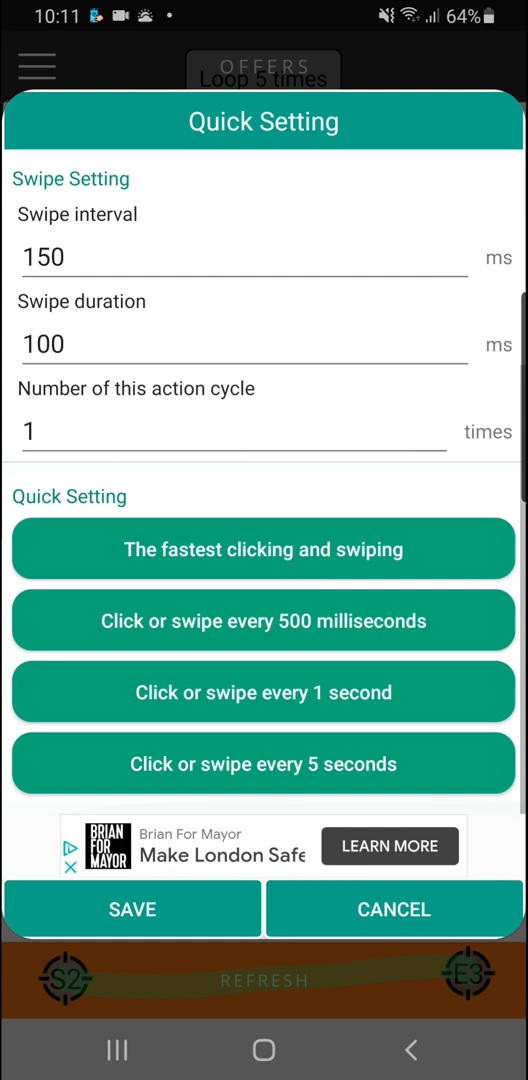 10:11
64%
OFFERS
Loop 5 times
Quick Setting
Swipe Setting
Swipe interval
150 ms
Swipe duration
100 ms
Number of this action cycle
1 times
Quick Setting
The fastest clicking and swiping
Click or swipe every 500 milliseconds
Click or swipe every 1 second
Click or swipe every 5 seconds
BRIAN
FOR
MAYOR
Brian For Mayor
Make London Safe
LEARN MORE
SAVE CANCEL
S2 REFRESH E3